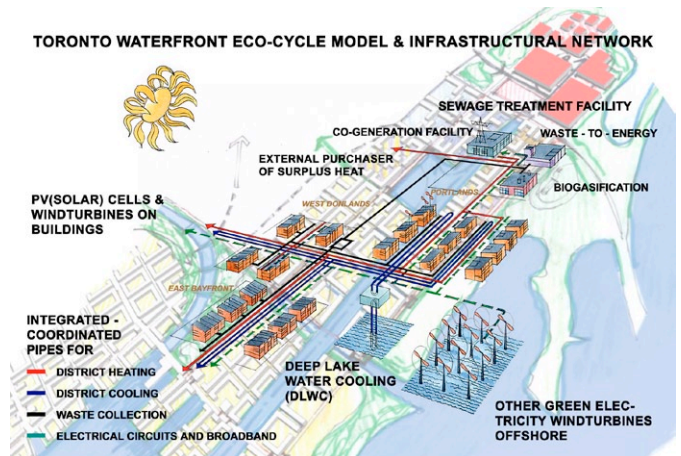 TORONTO WATERFRONT ECO-CYCLE MODEL & INFRASTRUCTURAL NETWORK
SEWAGE TREATMENT FACILITY
CO-GENERATION FACILITY
WASTE - TO - ENERGY
EXTERNAL PURCHASER
OF SURPLUS HEAT
BIOGASIFICATION
PV(SOLAR) CELLS &
WINDTURBINES ON
BUILDINGS
WEST DONLANDS
PORTLANDS
EAST BAYFRONT
INTEGRATED -
COORDINATED
PIPES FOR
DISTRICT HEATING
DISTRICT COOLING
WASTE COLLECTION
ELECTRICAL CIRCUITS AND BROADBAND
DEEP LAKE
WATER COOLING
(DLWC)
OTHER GREEN ELEC-
TRICITY WINDTURBINES
OFFSHORE